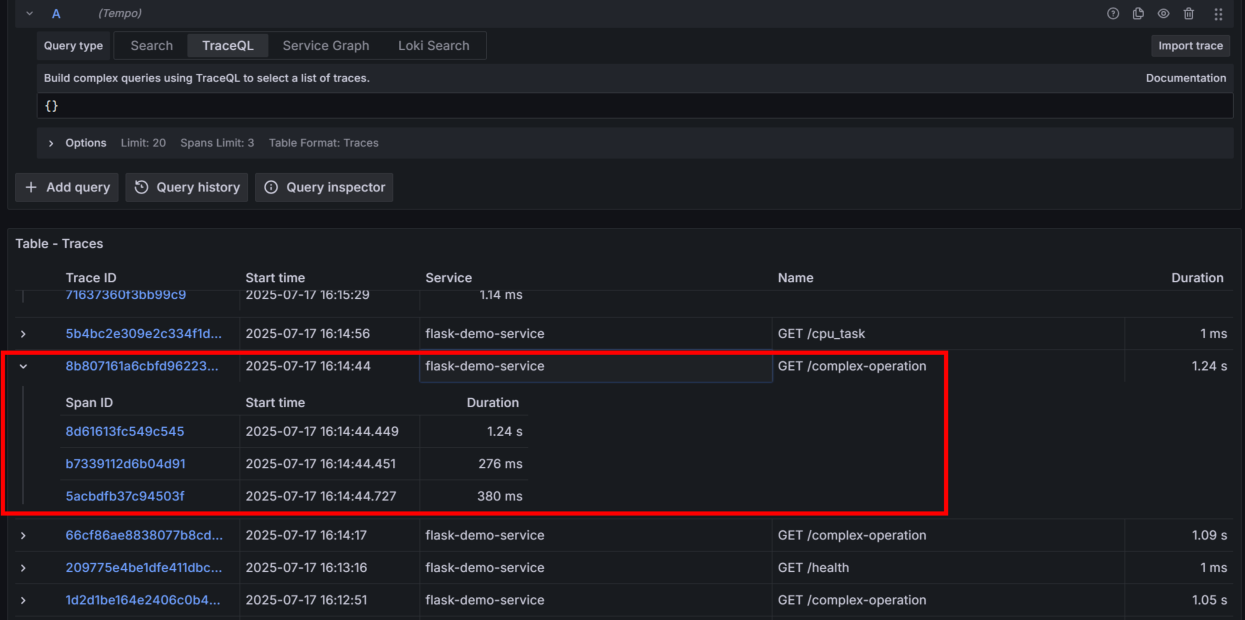 A (Tempo)
Query type Search TraceQL Service Graph Loki Search Import trace
Build complex queries using TraceQL to select a list of traces. Documentation
{}
Options Limit: 20 Spans Limit: 3 Table Format: Traces
+ Add query Query history Query inspector
Table - Traces
Trace ID Start time Service Name Duration
71637360f3bb99c9 2025-07-17 16:15:29 1.14 ms
5b4bc2e309e2c334f1d... 2025-07-17 16:14:56 flask-demo-service GET /cpu_task 1 ms
8b807161a6cbfd96223... 2025-07-17 16:14:44 flask-demo-service GET /complex-operation 1.24 s
Span ID Start time Duration
8d61613fc549c545 2025-07-17 16:14:44.449 1.24 s
b7339112d6b04d91 2025-07-17 16:14:44.451 276 ms
5acbdfb37c94503f 2025-07-17 16:14:44.727 380 ms
66cf86ae8838077b8cd... 2025-07-17 16:14:17 flask-demo-service GET /complex-operation 1.09 s
209775e4be1dfe411dbc... 2025-07-17 16:13:16 flask-demo-service GET /health 1 ms
1d2d1be164e2406c0b4... 2025-07-17 16:12:51 flask-demo-service GET /complex-operation 1.05 s